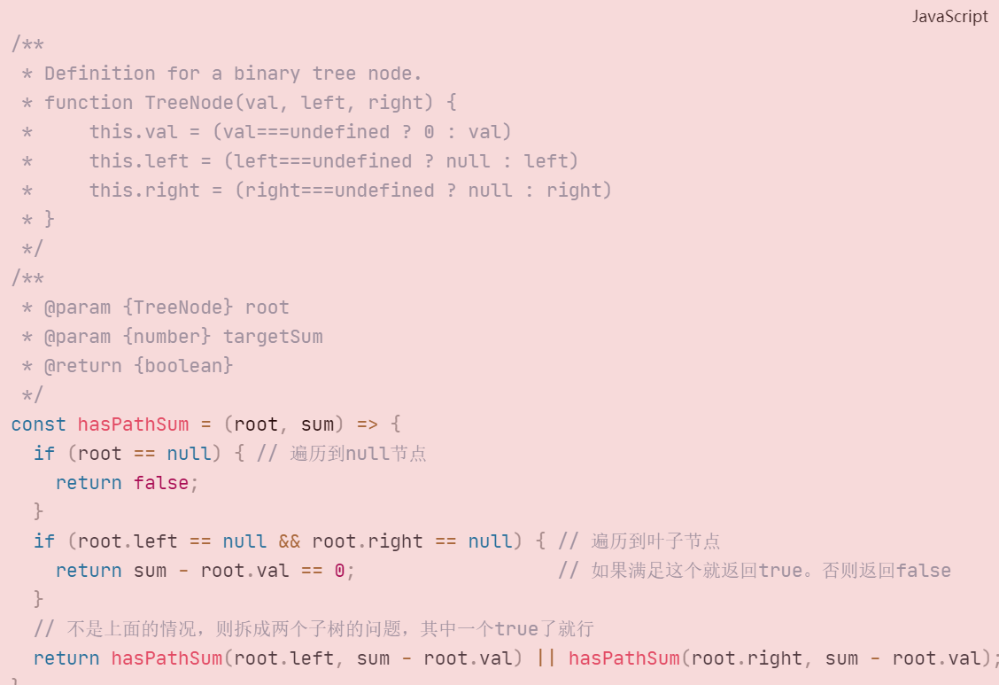 JavaScript
/**
 * Definition for a binary tree node.
 * function TreeNode(val, left, right) {
 *     this.val = (val===undefined ? 0 : val)
 *     this.left = (left===undefined ? null : left)
 *     this.right = (right===undefined ? null : right)
 * }
 */
/**
 * @param {TreeNode} root
 * @param {number} targetSum
 * @return {boolean}
 */
const hasPathSum = (root, sum) => {
  if (root == null) { // 遍历到null节点
    return false;
  }
  if (root.left == null && root.right == null) { // 遍历到叶子节点
    return sum - root.val == 0;                  // 如果满足这个就返回true。否则返回false
  }
  // 不是上面的情况，则拆成两个子树的问题，其中一个true了就行
  return hasPathSum(root.left, sum - root.val) || hasPathSum(root.right, sum - root.val);
}